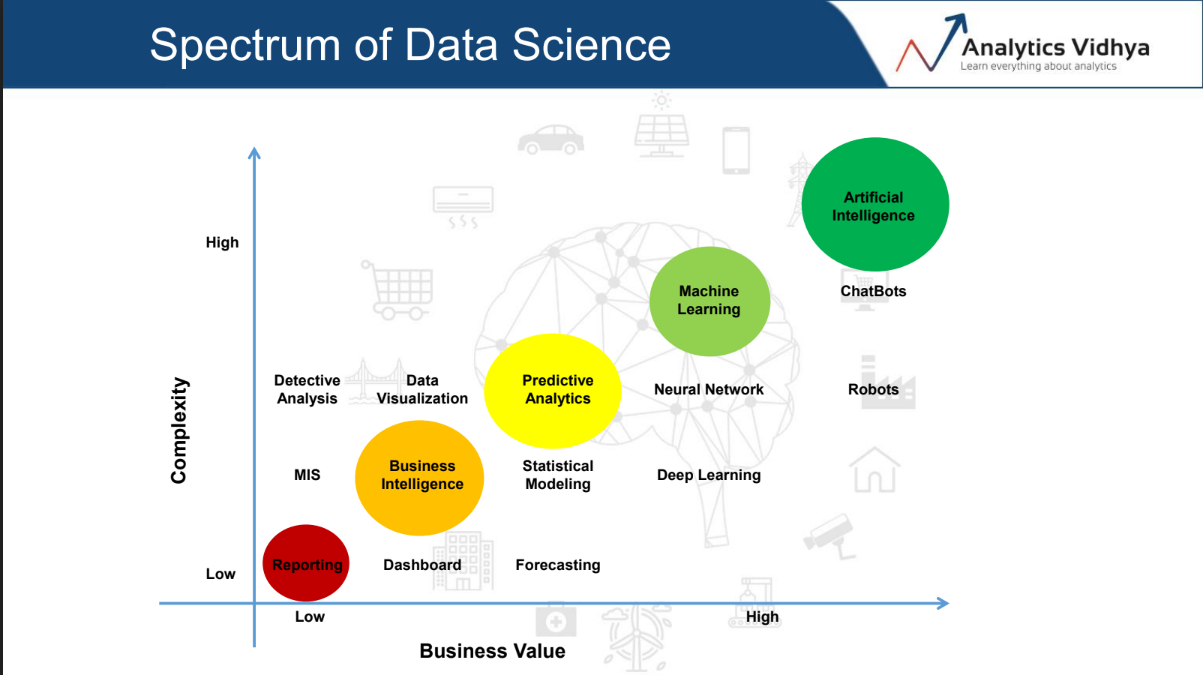 Spectrum of Data Science
Analytics Vidhya
Learn everything about analytics
Artificial
Intelligence
High
Machine
Learning
ChatBots
Detective
Analysis
Data
Visualization
Predictive
Analytics
Neural Network
Robots
Complexity
MIS
Business
Intelligence
Statistical
Modeling
Deep Learning
Low
Reporting
Dashboard
Forecasting
Low
High
Business Value